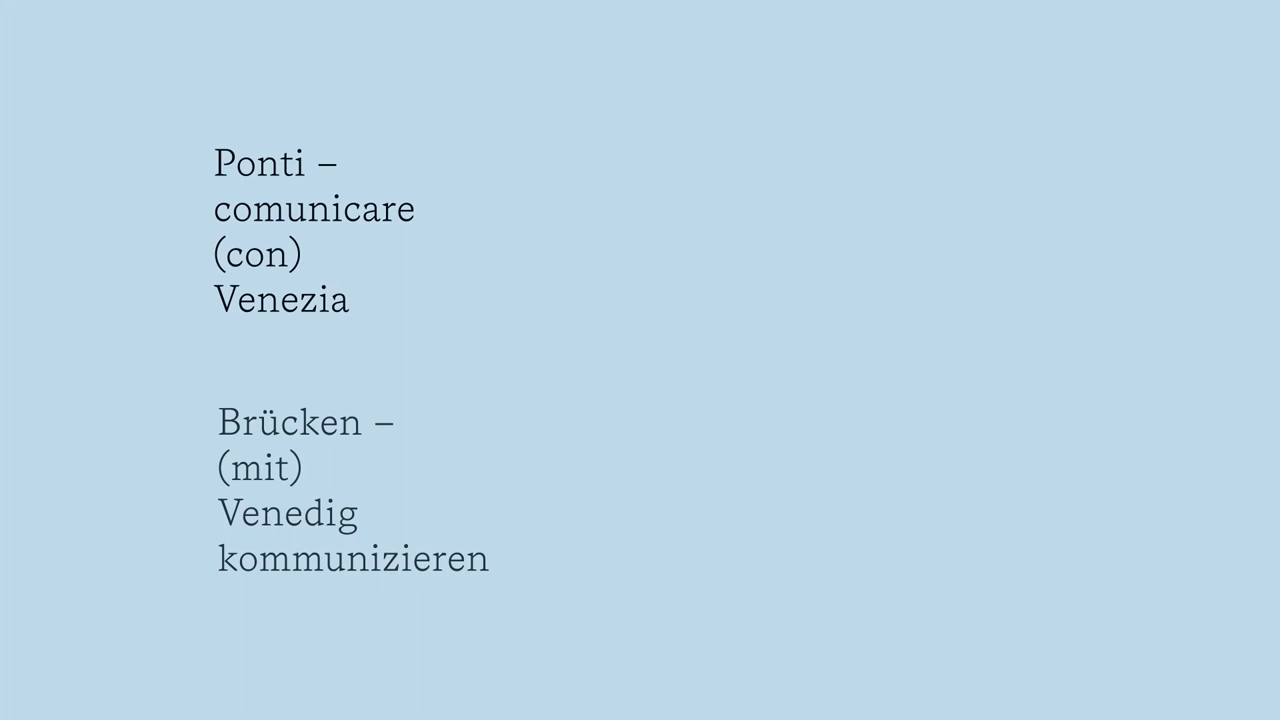 Ponti –
comunicare
(con)
Venezia
Brücken –
(mit)
Venedig
kommunizieren